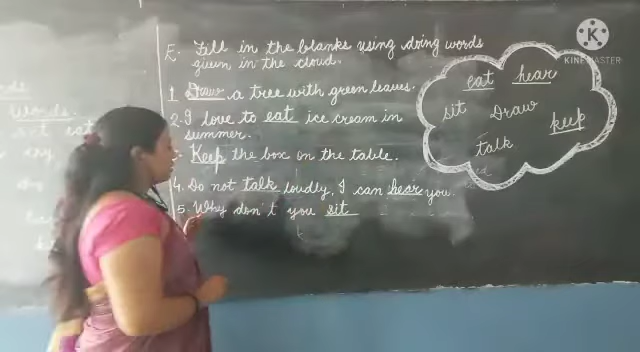 E. Fill in the blanks using doing words
given in the cloud.
1. Draw a tree with green leaves.
2. I love to eat ice cream in
summer.
Keep the box on the table.
4. Do not talk loudly. I can hear you.
5. Why don't you sit
eat hear
sit Draw
keep
talk
K
KINEMASTER
words.
eat